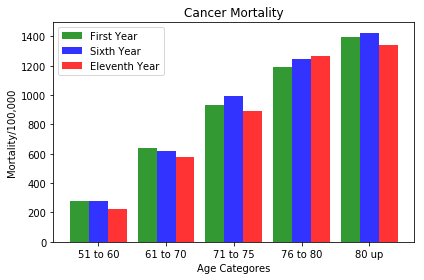 Cancer Mortality
First Year
Sixth Year
Eleventh Year
Mortality/100,000
1400
1200
1000
800
600
400
200
0
51 to 60
61 to 70
71 to 75
76 to 80
80 up
Age Categores